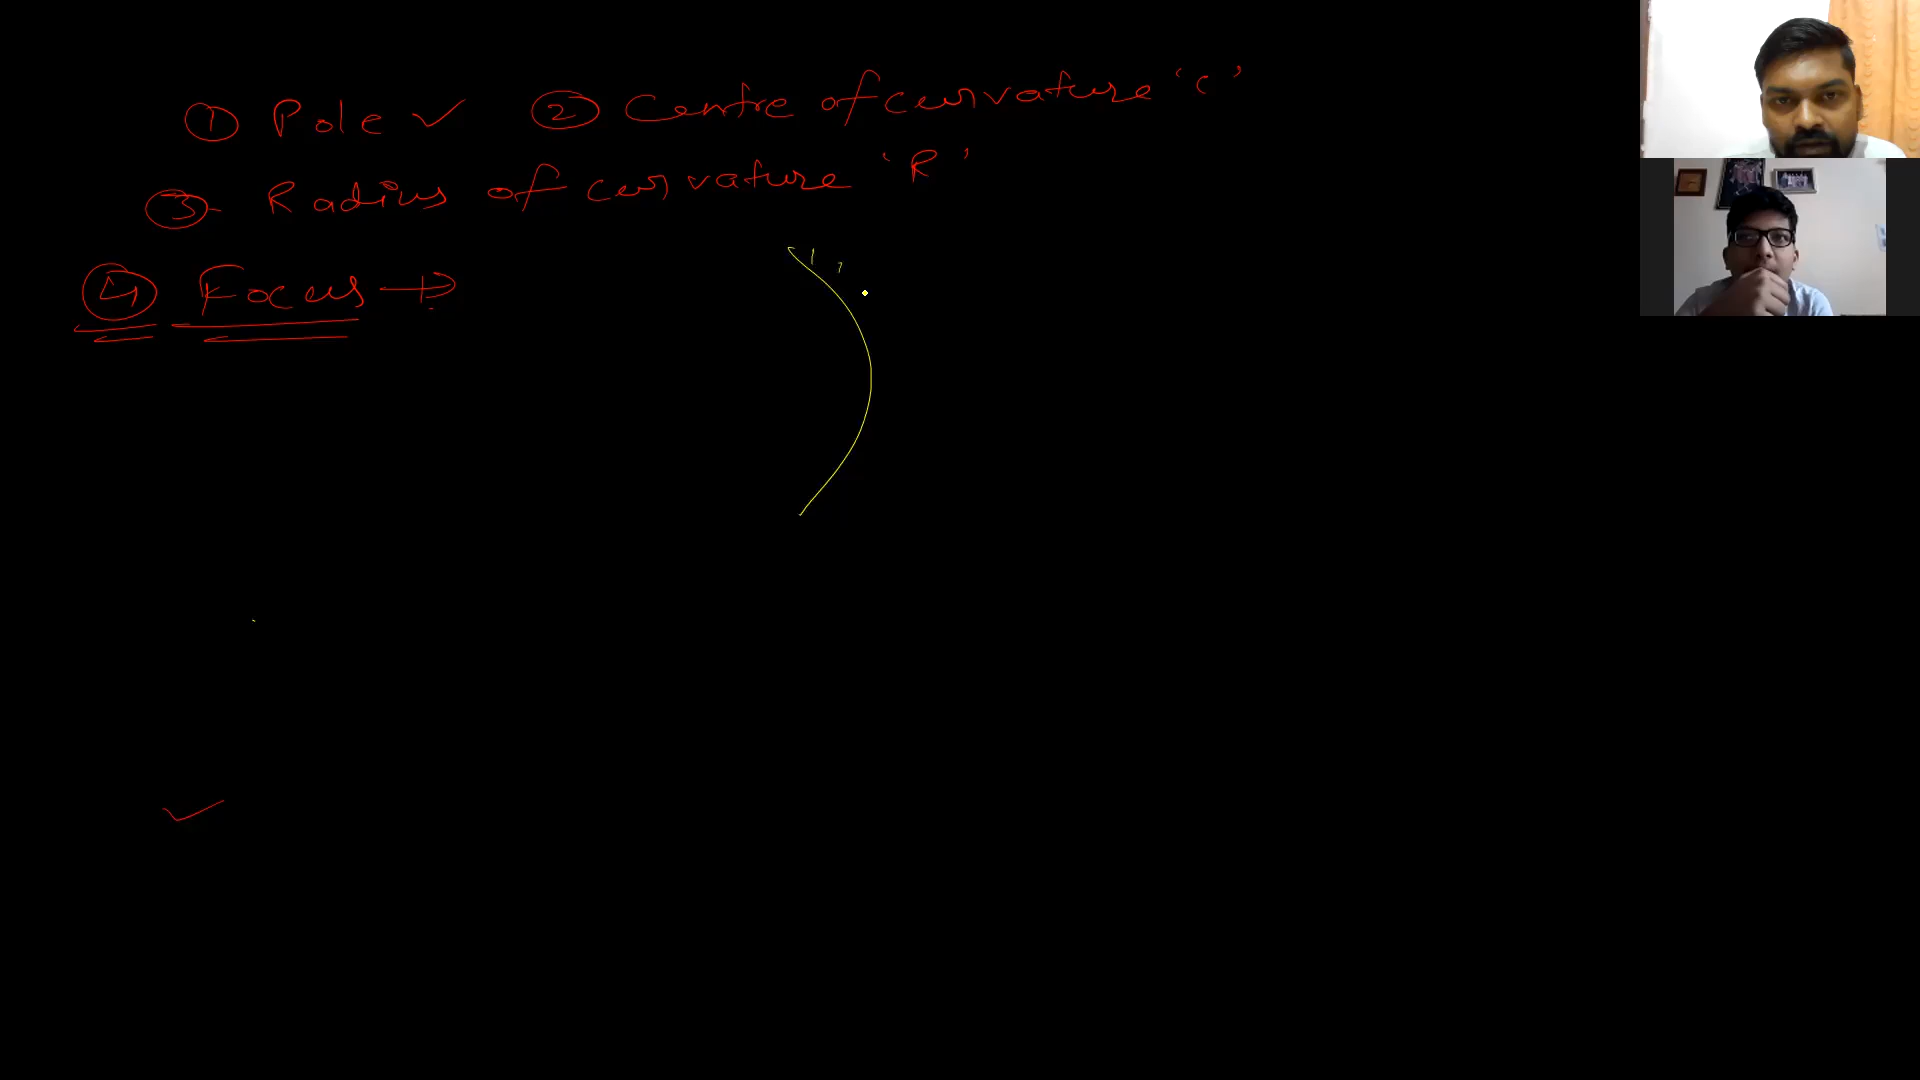 ① Pole ✓ ② Centre of curvature 'C'
③ Radius of curvature 'R'
④ Focus →